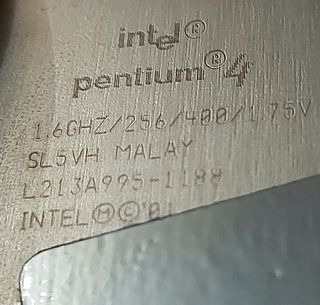 intel®
pentium®4
1.6GHZ/256/400/1.75V
SL5VH MALAY
L213A995-1188
INTEL Ⓜ © '01